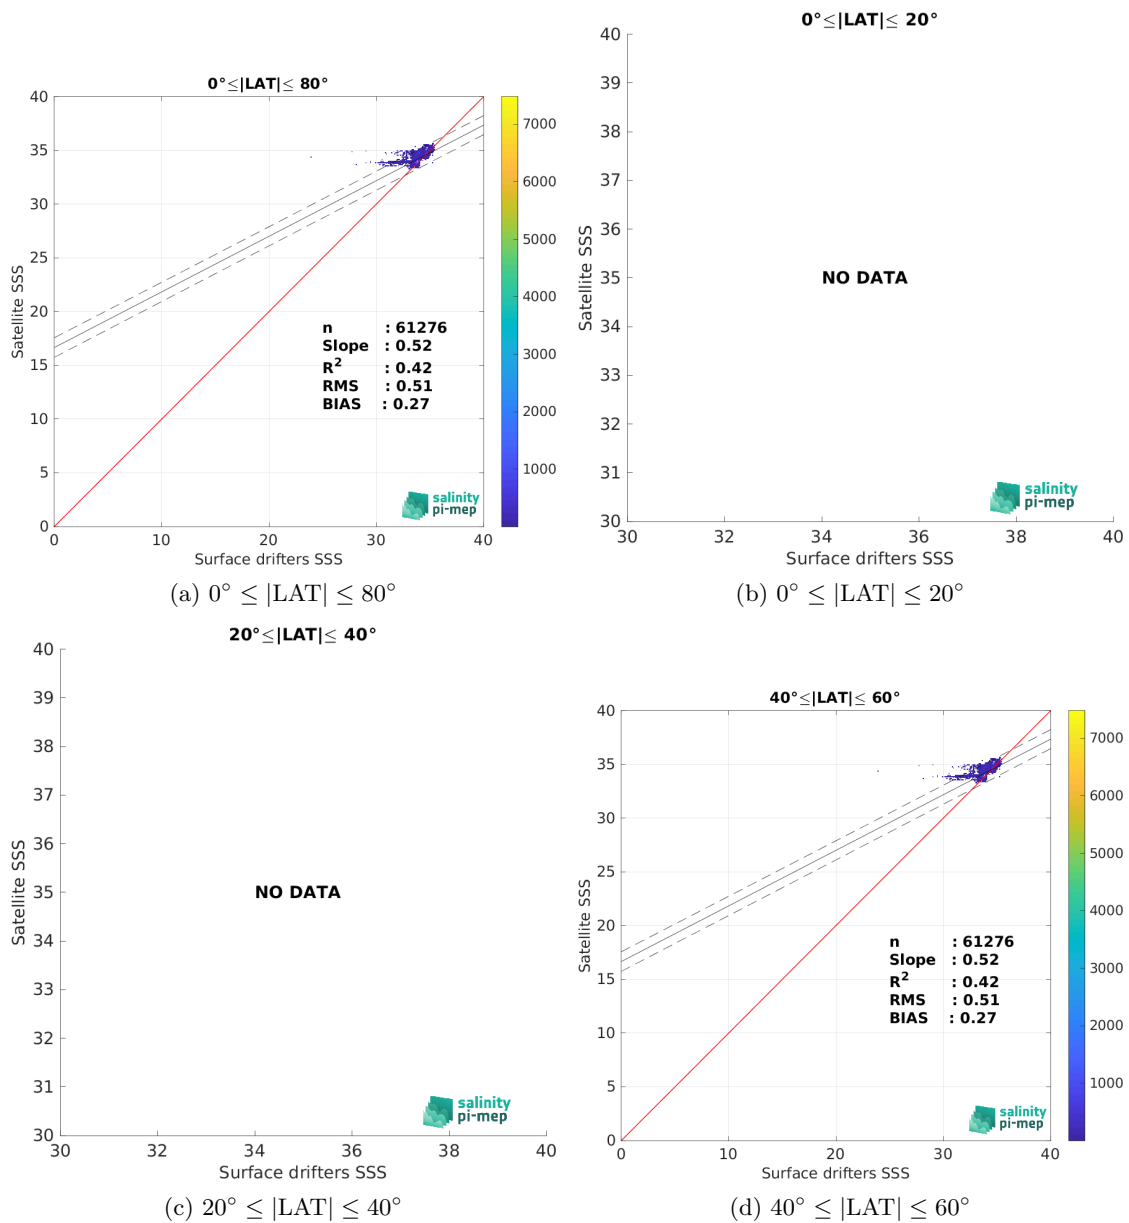 0°≤|LAT|≤ 80°
40
35
30
25
20
15
10
5
0
Satellite SSS
n : 61276
Slope : 0.52
R² : 0.42
RMS : 0.51
BIAS : 0.27
salinity
pi-mep
0 10 20 30 40
Surface drifters SSS
7000
6000
5000
4000
3000
2000
1000
(a) 0° ≤ |LAT| ≤ 80°
0°≤|LAT|≤ 20°
40
39
38
37
36
35
34
33
32
31
30
Satellite SSS
NO DATA
salinity
pi-mep
30 32 34 36 38 40
Surface drifters SSS
(b) 0° ≤ |LAT| ≤ 20°
20°≤|LAT|≤ 40°
40
39
38
37
36
35
34
33
32
31
30
Satellite SSS
NO DATA
salinity
pi-mep
30 32 34 36 38 40
Surface drifters SSS
(c) 20° ≤ |LAT| ≤ 40°
40°≤|LAT|≤ 60°
40
35
30
25
20
15
10
5
0
Satellite SSS
n : 61276
Slope : 0.52
R² : 0.42
RMS : 0.51
BIAS : 0.27
salinity
pi-mep
0 10 20 30 40
Surface drifters SSS
7000
6000
5000
4000
3000
2000
1000
(d) 40° ≤ |LAT| ≤ 60°